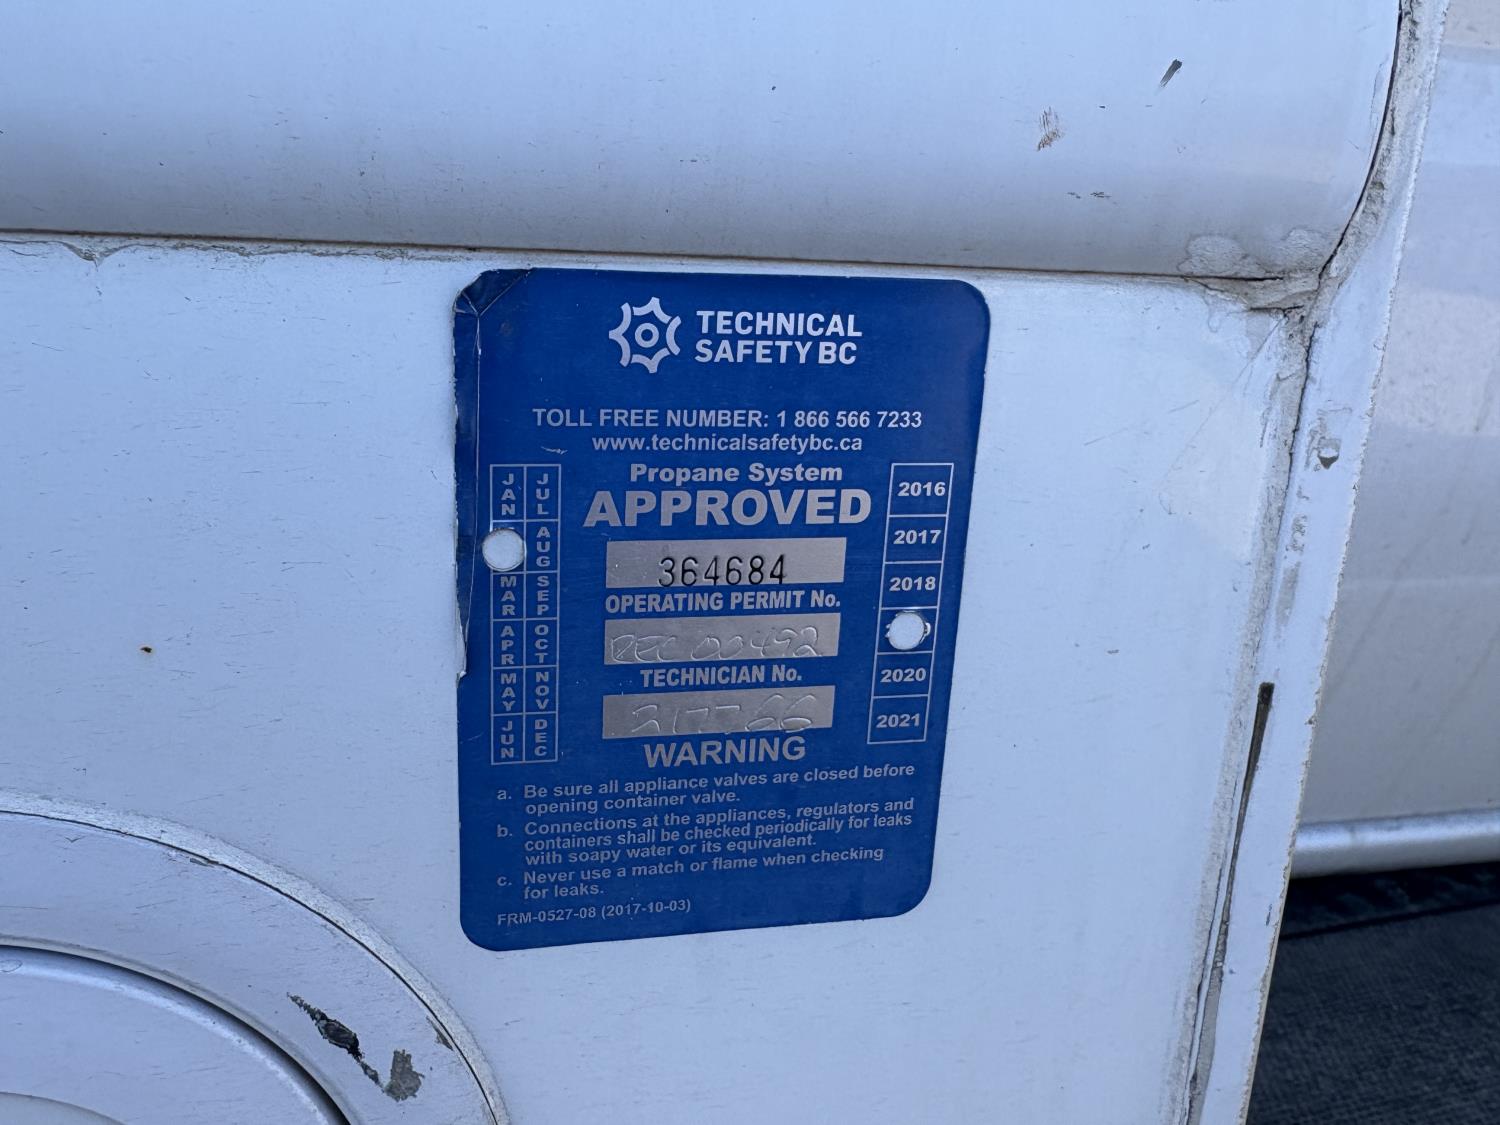 TECHNICAL
SAFETY BC
TOLL FREE NUMBER: 1 866 566 7233
www.technicalsafetybc.ca
Propane System
APPROVED
364684
OPERATING PERMIT No.
00492
TECHNICIAN No.
WARNING
JAN
MAR
APR
MAY
JUN
JUL
AUG
SEP
OCT
NOV
DEC
2016
2017
2018
2020
2021
a. Be sure all appliance valves are closed before
opening container valve.
b. Connections at the appliances, regulators and
containers shall be checked periodically for leaks
with soapy water or its equivalent.
c. Never use a match or flame when checking
for leaks.
FRM-0527-08 (2017-10-03)